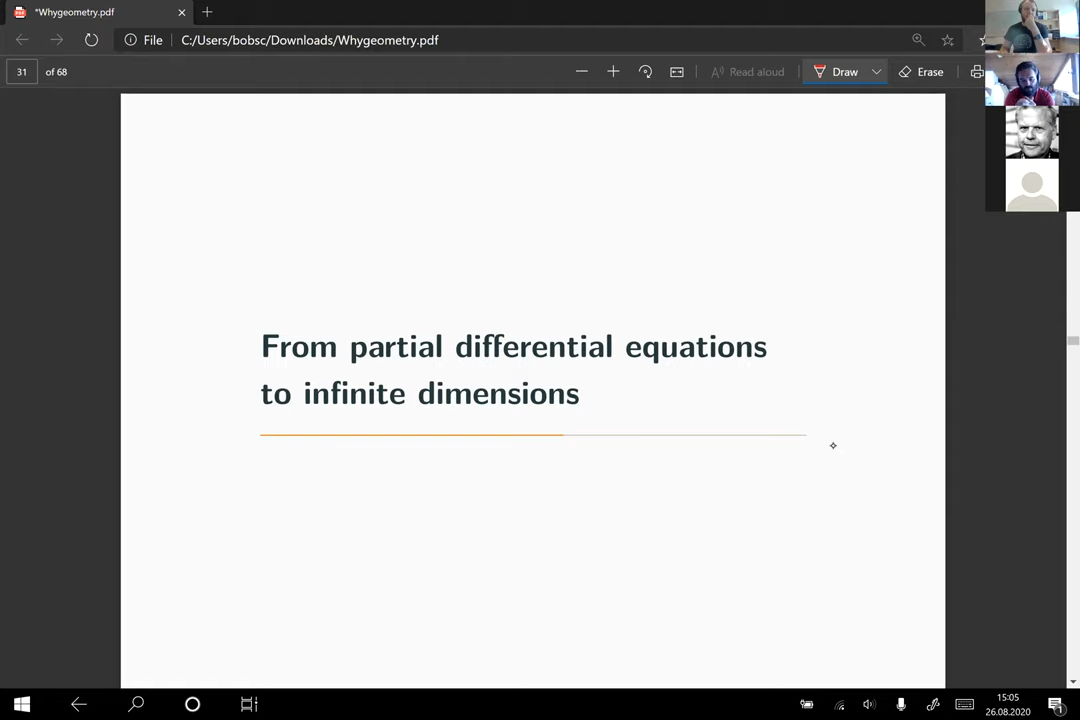 *Whygeometry.pdf
File
C:/Users/bobsc/Downloads/Whygeometry.pdf
31 of 68
Read aloud
Draw
Erase
From partial differential equations
to infinite dimensions
15:05
26.08.2020
1